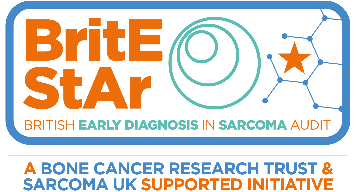 BritE
StAr
BRITISH EARLY DIAGNOSIS IN SARCOMA AUDIT
A BONE CANCER RESEARCH TRUST &
SARCOMA UK SUPPORTED INITIATIVE